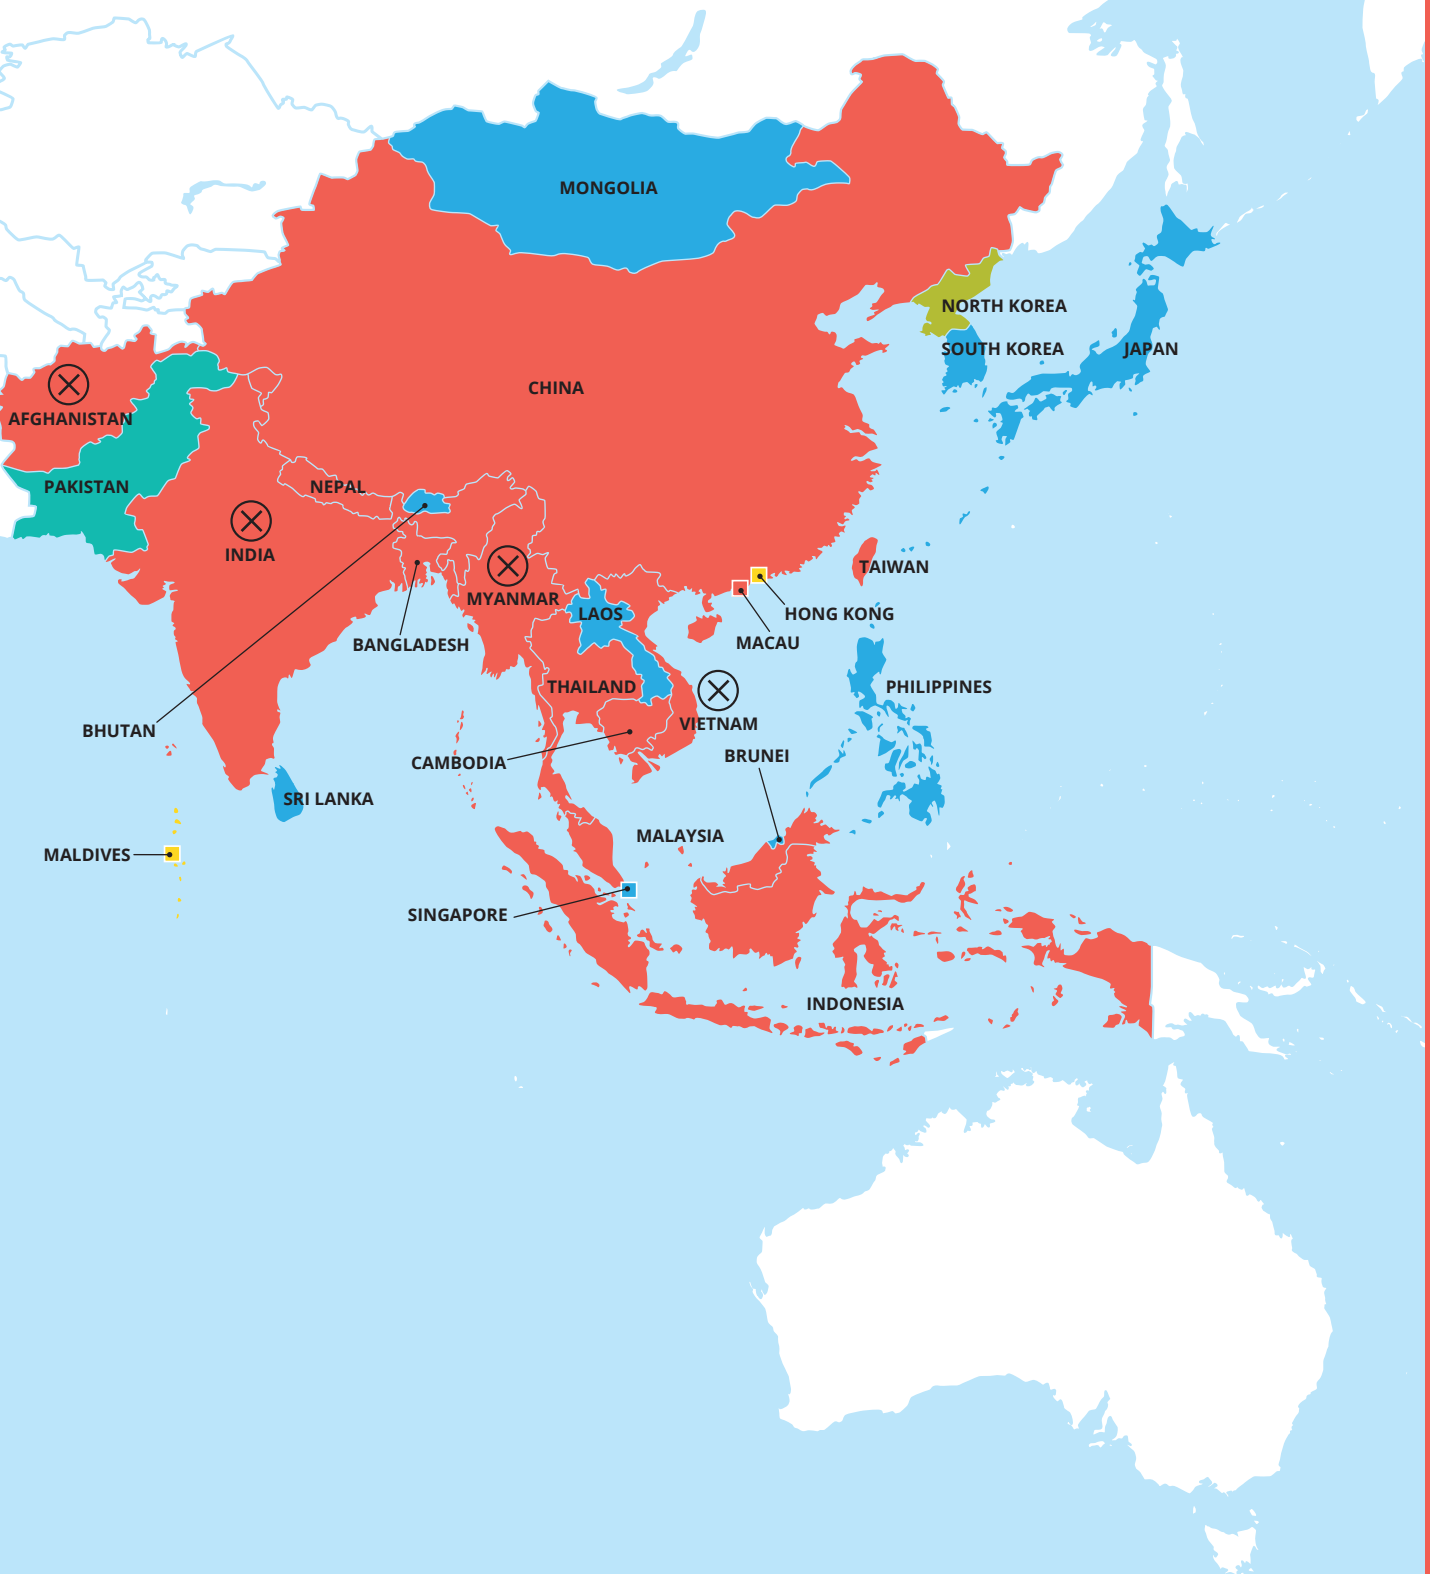 MONGOLIA
NORTH KOREA
SOUTH KOREA
JAPAN
CHINA
AFGHANISTAN
PAKISTAN
NEPAL
INDIA
TAIWAN
MYANMAR
LAOS
HONG KONG
MACAU
BANGLADESH
THAILAND
PHILIPPINES
VIETNAM
BHUTAN
BRUNEI
CAMBODIA
SRI LANKA
MALAYSIA
MALDIVES
SINGAPORE
INDONESIA